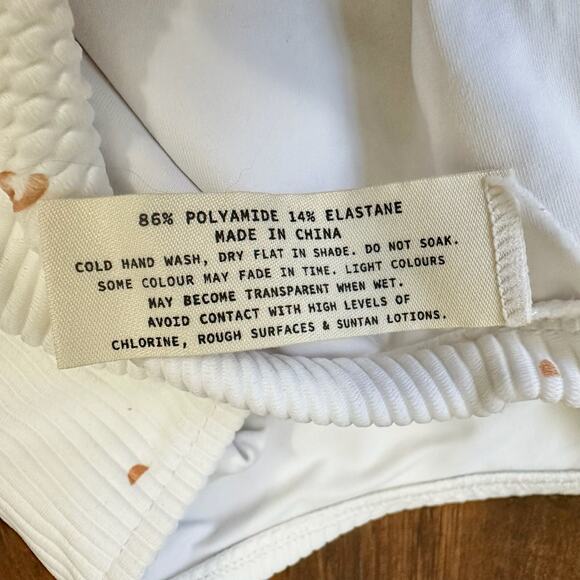 86% POLYAMIDE 14% ELASTANE
MADE IN CHINA
COLD HAND WASH, DRY FLAT IN SHADE. DO NOT SOAK.
SOME COLOUR MAY FADE IN TIME. LIGHT COLOURS
MAY BECOME TRANSPARENT WHEN WET.
AVOID CONTACT WITH HIGH LEVELS OF
CHLORINE, ROUGH SURFACES & SUNTAN LOTIONS.